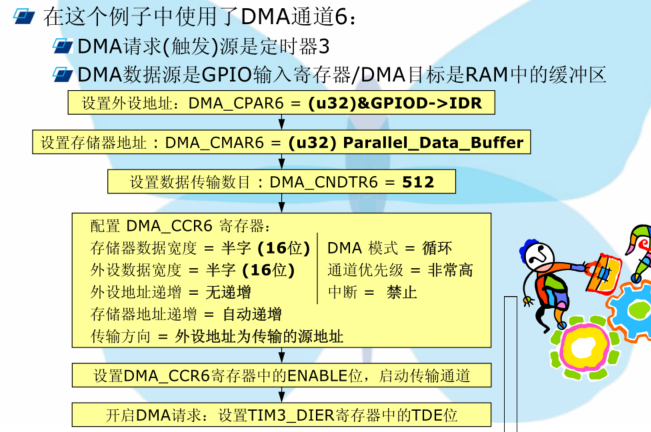 在这个例子中使用了DMA通道6：
DMA请求(触发)源是定时器3
DMA数据源是GPIO输入寄存器/DMA目标是RAM中的缓冲区
设置外设地址：DMA_CPAR6 = (u32)&GPIOD->IDR
设置存储器地址：DMA_CMAR6 = (u32) Parallel_Data_Buffer
设置数据传输数目：DMA_CNDTR6 = 512
配置 DMA_CCR6 寄存器：
存储器数据宽度 = 半字 (16位)
外设数据宽度 = 半字 (16位)
外设地址递增 = 无递增
存储器地址递增 = 自动递增
传输方向 = 外设地址为传输的源地址
DMA 模式 = 循环
通道优先级 = 非常高
中断 = 禁止
设置DMA_CCR6寄存器中的ENABLE位，启动传输通道
开启DMA请求：设置TIM3_DIER寄存器中的TDE位